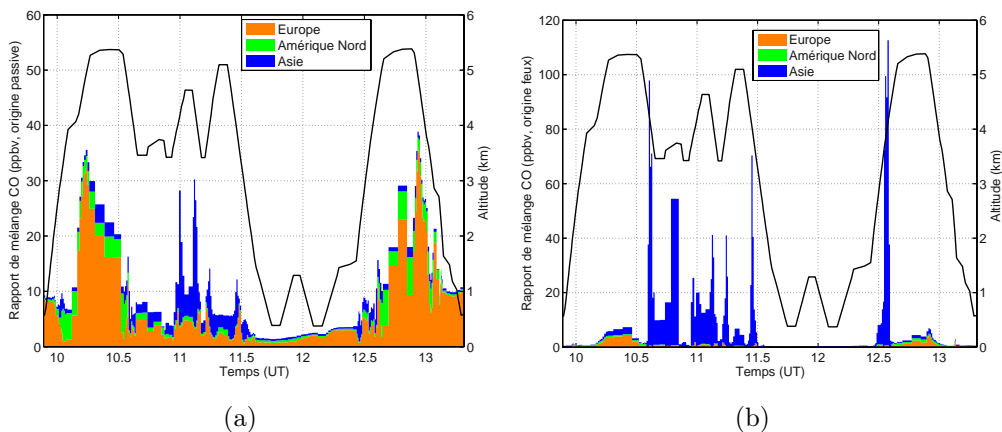 Rapport de mélange CO (ppbv, origine passive)
60
50
40
30
20
10
0
Europe
Amérique Nord
Asie
6
5
4
3
2
1
0
Altitude (km)
10 10.5 11 11.5 12 12.5 13
Temps (UT)
(a)
Rapport de mélange CO (ppbv, origine feux)
120
100
80
60
40
20
0
Europe
Amérique Nord
Asie
6
5
4
3
2
1
0
Altitude (km)
10 10.5 11 11.5 12 12.5 13
Temps (UT)
(b)